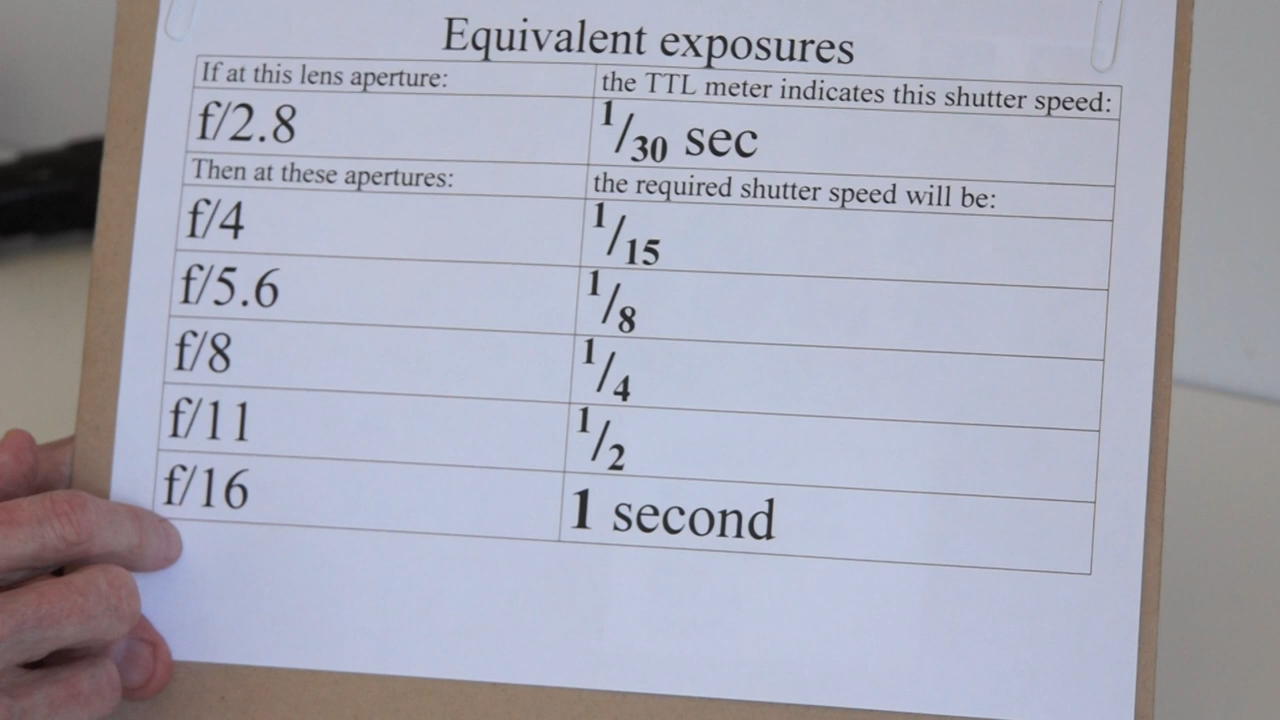 Equivalent exposures
If at this lens aperture: the TTL meter indicates this shutter speed:
f/2.8 1/30 sec
Then at these apertures: the required shutter speed will be:
f/4 1/15
f/5.6 1/8
f/8 1/4
f/11 1/2
f/16 1 second